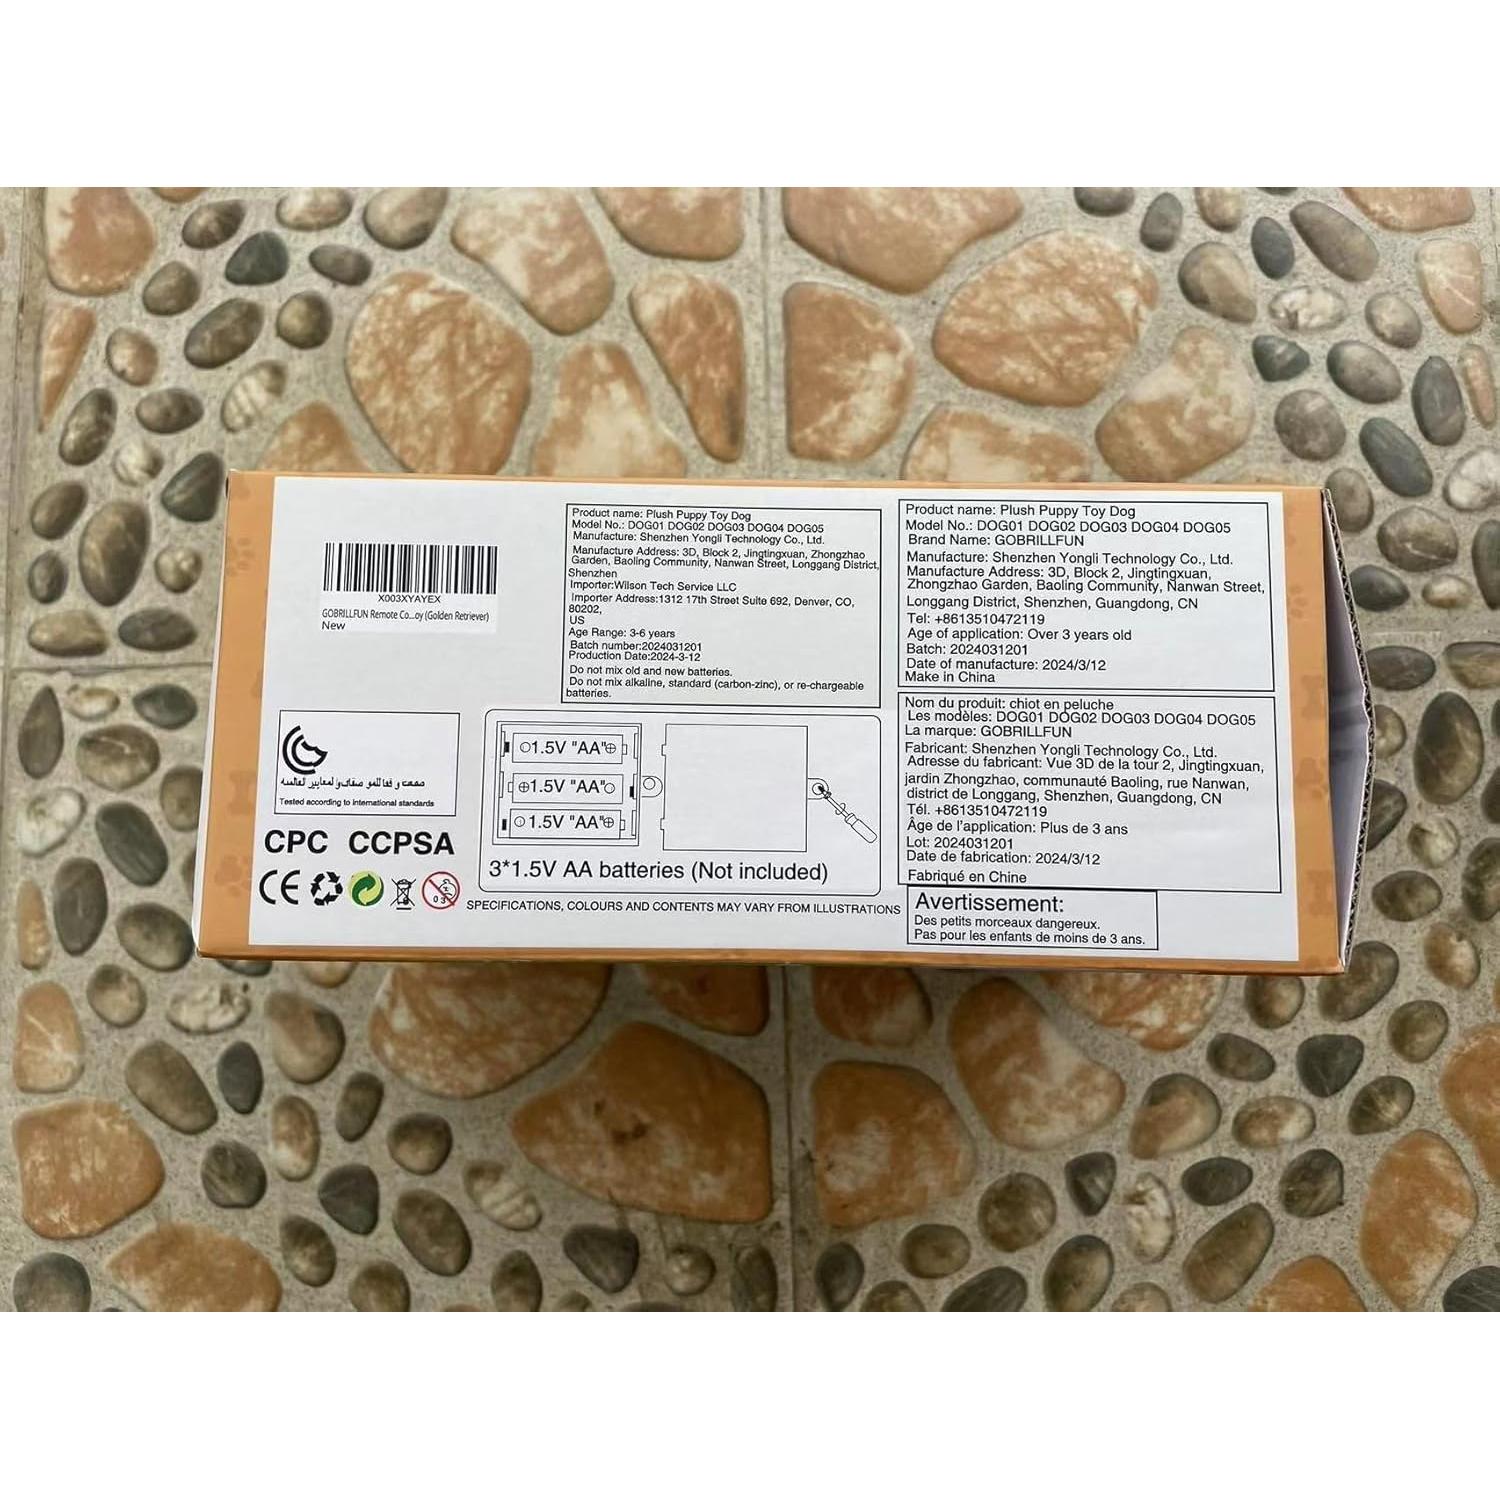 X003XYAYEX
GOBRILLFUN Remote Co...oy (Golden Retriever)
New
Product name: Plush Puppy Toy Dog
Model No.: DOG01 DOG02 DOG03 DOG04 DOG05
Manufacture: Shenzhen Yongli Technology Co., Ltd.
Manufacture Address: 3D, Block 2, Jingtingxuan, Zhongzhao
Garden, Baoling Community, Nanwan Street, Longgang District,
Shenzhen
Importer:Wilson Tech Service LLC
Importer Address:1312 17th Street Suite 692, Denver, CO,
80202,
US
Age Range: 3-6 years
Batch number:2024031201
Production Date:2024-3-12
Do not mix old and new batteries.
Do not mix alkaline, standard (carbon-zinc), or re-chargeable
batteries.
Product name: Plush Puppy Toy Dog
Model No.: DOG01 DOG02 DOG03 DOG04 DOG05
Brand Name: GOBRILLFUN
Manufacture: Shenzhen Yongli Technology Co., Ltd.
Manufacture Address: 3D, Block 2, Jingtingxuan,
Zhongzhao Garden, Baoling Community, Nanwan Street,
Longgang District, Shenzhen, Guangdong, CN
Tel: +8613510472119
Age of application: Over 3 years old
Batch: 2024031201
Date of manufacture: 2024/3/12
Make in China
Nom du produit: chiot en peluche
Les modèles: DOG01 DOG02 DOG03 DOG04 DOG05
La marque: GOBRILLFUN
Fabricant: Shenzhen Yongli Technology Co., Ltd.
Adresse du fabricant: Vue 3D de la tour 2, Jingtingxuan,
jardin Zhongzhao, communauté Baoling, rue Nanwan,
district de Longgang, Shenzhen, Guangdong, CN
Tél. +8613510472119
Âge de l'application: Plus de 3 ans
Lot: 2024031201
Date de fabrication: 2024/3/12
Fabriqué en Chine
Avertissement:
Des petits morceaux dangereux.
Pas pour les enfants de moins de 3 ans.
Tested according to international standards
CPC CCPSA
CE
0 3
1.5V "AA"
1.5V "AA"
1.5V "AA"
3*1.5V AA batteries (Not included)
SPECIFICATIONS, COLOURS AND CONTENTS MAY VARY FROM ILLUSTRATIONS